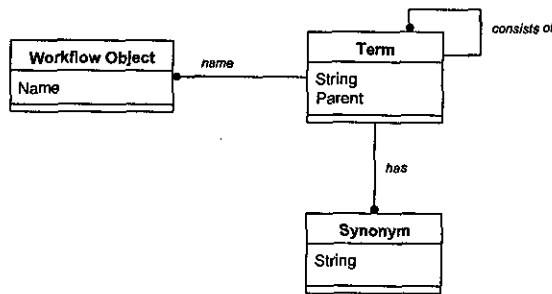 consists of
Term
Workflow Object
name
String
Name
Parent
has
Synonym
String